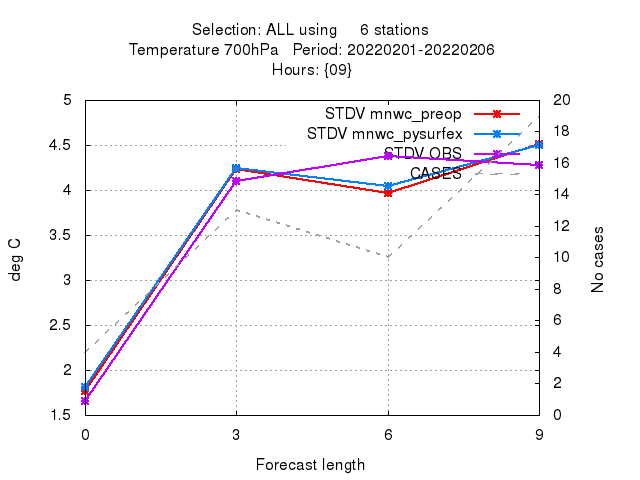 Selection: ALL using 6 stations
Temperature 700hPa Period: 20220201-20220206
Hours: {09}
5 20
STDV mnwc_preop
18
4.5 STDV mnwc_pysurfex
16
STDV OBS
4 CASES
14
3.5 12
deg C
3 10
No cases
8
2.5 6
4
2 2
1.5 0
0 3 6 9
Forecast length